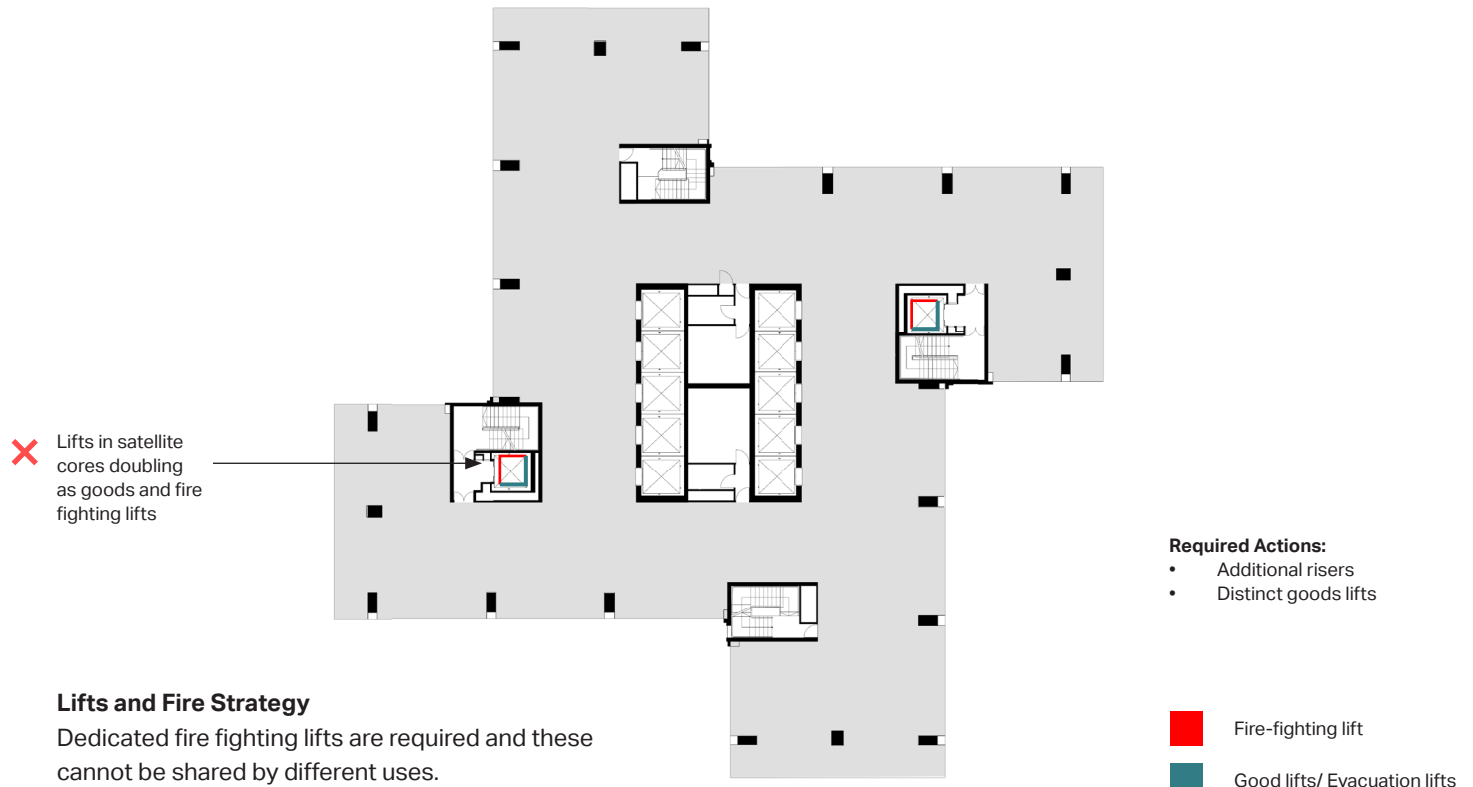 Lifts in satellite
cores doubling
as goods and fire
fighting lifts
Required Actions:
• Additional risers
• Distinct goods lifts
Lifts and Fire Strategy
Dedicated fire fighting lifts are required and these
cannot be shared by different uses.
Fire-fighting lift
Good lifts/ Evacuation lifts